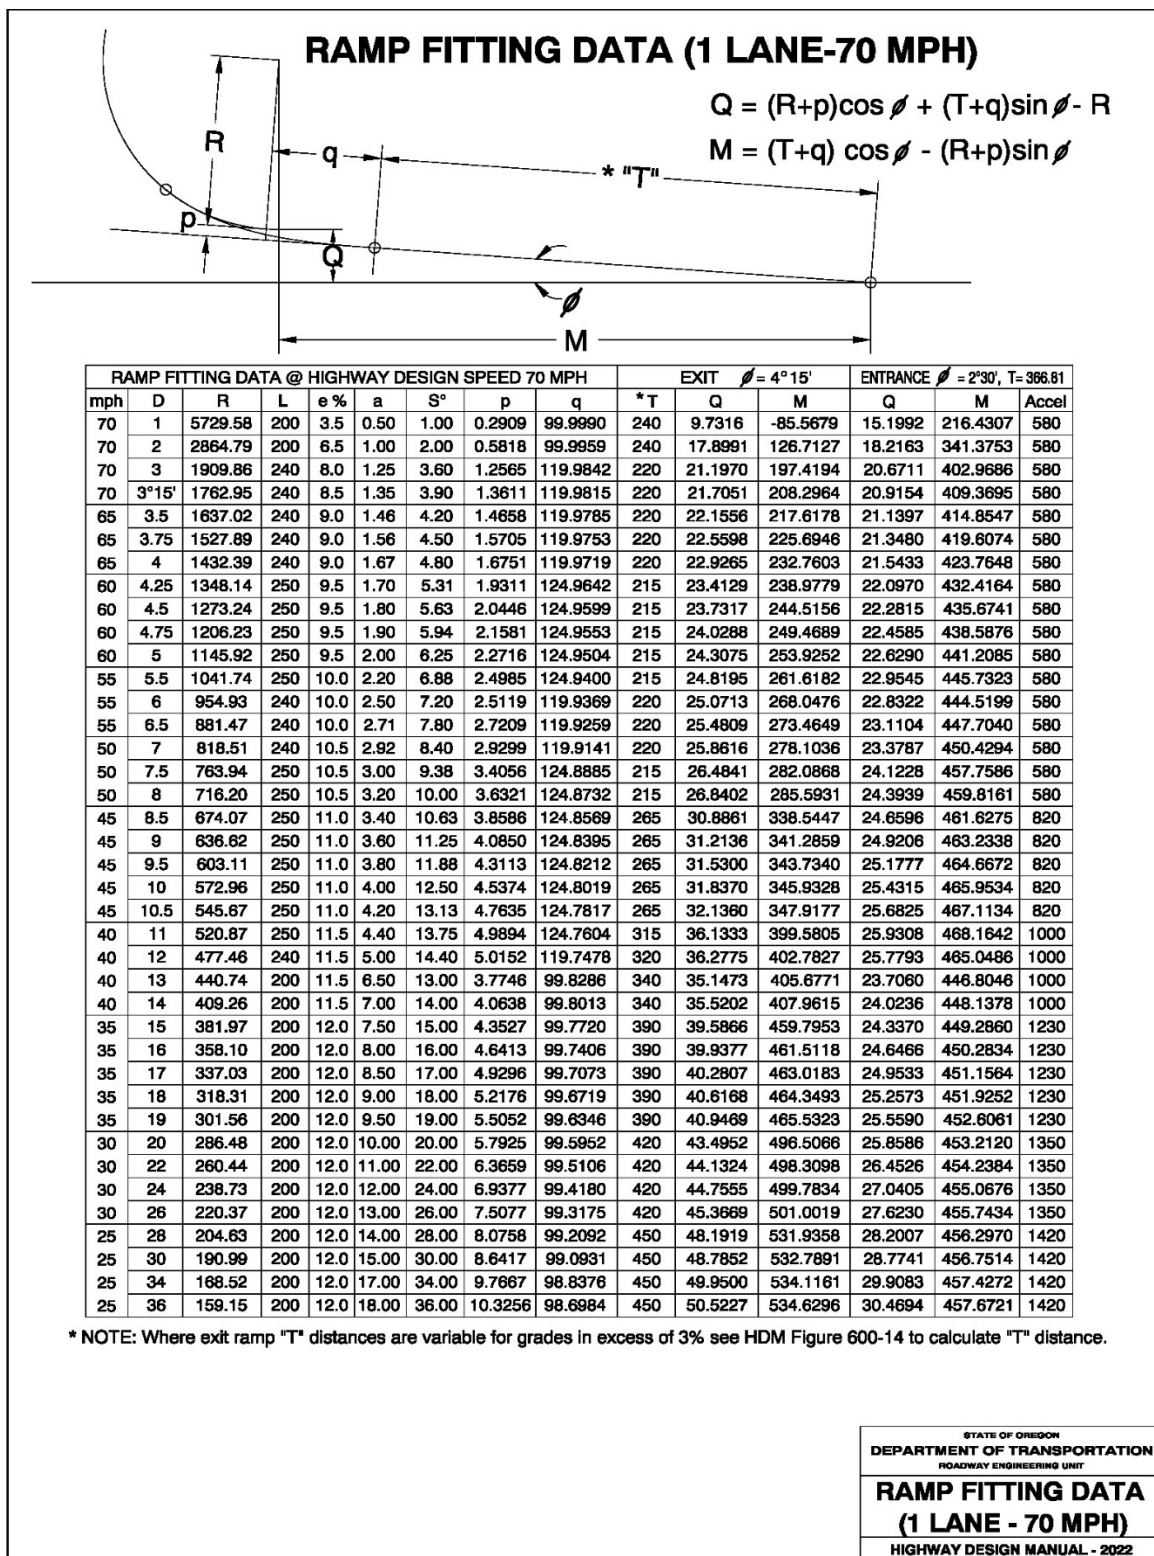 RAMP FITTING DATA (1 LANE-70 MPH)
Q = (R+p)cos ø + (T+q)sin ø - R
M = (T+q) cos ø - (R+p)sin ø
R
q
* "T"
p
Q
ø
M
RAMP FITTING DATA @ HIGHWAY DESIGN SPEED 70 MPH EXIT ø = 4°15' ENTRANCE ø = 2°30', T= 366.81
mph D R L e % a S° p q *T Q M Q M Accel
70 1 5729.58 200 3.5 0.50 1.00 0.2909 99.9990 240 9.7316 -85.5679 15.1992 216.4307 580
70 2 2864.79 200 6.5 1.00 2.00 0.5818 99.9959 240 17.8991 126.7127 18.2163 341.3753 580
70 3 1909.86 240 8.0 1.25 3.60 1.2565 119.9842 220 21.1970 197.4194 20.6711 402.9686 580
70 3°15' 1762.95 240 8.5 1.35 3.90 1.3611 119.9815 220 21.7051 208.2964 20.9154 409.3695 580
65 3.5 1637.02 240 9.0 1.46 4.20 1.4658 119.9785 220 22.1556 217.6178 21.1397 414.8547 580
65 3.75 1527.89 240 9.0 1.56 4.50 1.5705 119.9753 220 22.5598 225.6946 21.3480 419.6074 580
65 4 1432.39 240 9.0 1.67 4.80 1.6751 119.9719 220 22.9265 232.7603 21.5433 423.7648 580
60 4.25 1348.14 250 9.5 1.70 5.31 1.9311 124.9642 215 23.4129 238.9779 22.0970 432.4164 580
60 4.5 1273.24 250 9.5 1.80 5.63 2.0446 124.9599 215 23.7317 244.5156 22.2815 435.6741 580
60 4.75 1206.23 250 9.5 1.90 5.94 2.1581 124.9553 215 24.0288 249.4689 22.4585 438.5876 580
60 5 1145.92 250 9.5 2.00 6.25 2.2716 124.9504 215 24.3075 253.9252 22.6290 441.2085 580
55 5.5 1041.74 250 10.0 2.20 6.88 2.4985 124.9400 215 24.8195 261.6182 22.9545 445.7323 580
55 6 954.93 240 10.0 2.50 7.20 2.5119 119.9369 220 25.0713 268.0476 22.8322 444.5199 580
55 6.5 881.47 240 10.0 2.71 7.80 2.7209 119.9259 220 25.4809 273.4649 23.1104 447.7040 580
50 7 818.51 240 10.5 2.92 8.40 2.9299 119.9141 220 25.8616 278.1036 23.3787 450.4294 580
50 7.5 763.94 250 10.5 3.00 9.38 3.4056 124.8885 215 26.4841 282.0868 24.1228 457.7586 580
50 8 716.20 250 10.5 3.20 10.00 3.6321 124.8732 215 26.8402 285.5931 24.3939 459.8161 580
45 8.5 674.07 250 11.0 3.40 10.63 3.8586 124.8569 265 30.8861 338.5447 24.6596 461.6275 820
45 9 636.62 250 11.0 3.60 11.25 4.0850 124.8395 265 31.2136 341.2859 24.9206 463.2338 820
45 9.5 603.11 250 11.0 3.80 11.88 4.3113 124.8212 265 31.5300 343.7340 25.1777 464.6672 820
45 10 572.96 250 11.0 4.00 12.50 4.5374 124.8019 265 31.8370 345.9328 25.4315 465.9534 820
45 10.5 545.67 250 11.0 4.20 13.13 4.7635 124.7817 265 32.1360 347.9177 25.6825 467.1134 820
40 11 520.87 250 11.5 4.40 13.75 4.9894 124.7604 315 36.1333 399.5805 25.9308 468.1642 1000
40 12 477.46 240 11.5 5.00 14.40 5.0152 119.7478 320 36.2775 402.7827 25.7793 465.0486 1000
40 13 440.74 200 11.5 6.50 13.00 3.7746 99.8286 340 35.1473 405.6771 23.7060 446.8046 1000
40 14 409.26 200 11.5 7.00 14.00 4.0638 99.8013 340 35.5202 407.9615 24.0236 448.1378 1000
35 15 381.97 200 12.0 7.50 15.00 4.3527 99.7720 390 39.5866 459.7953 24.3370 449.2860 1230
35 16 358.10 200 12.0 8.00 16.00 4.6413 99.7406 390 39.9377 461.5118 24.6466 450.2834 1230
35 17 337.03 200 12.0 8.50 17.00 4.9296 99.7073 390 40.2807 463.0183 24.9533 451.1564 1230
35 18 318.31 200 12.0 9.00 18.00 5.2176 99.6719 390 40.6168 464.3493 25.2573 451.9252 1230
35 19 301.56 200 12.0 9.50 19.00 5.5052 99.6346 390 40.9469 465.5323 25.5590 452.6061 1230
30 20 286.48 200 12.0 10.00 20.00 5.7925 99.5952 420 43.4952 496.5066 25.8586 453.2120 1350
30 22 260.44 200 12.0 11.00 22.00 6.3659 99.5106 420 44.1324 498.3098 26.4526 454.2384 1350
30 24 238.73 200 12.0 12.00 24.00 6.9377 99.4180 420 44.7555 499.7834 27.0405 455.0676 1350
30 26 220.37 200 12.0 13.00 26.00 7.5077 99.3175 420 45.3669 501.0019 27.6230 455.7434 1350
25 28 204.63 200 12.0 14.00 28.00 8.0758 99.2092 450 48.1919 531.9358 28.2007 456.2970 1420
25 30 190.99 200 12.0 15.00 30.00 8.6417 99.0931 450 48.7852 532.7891 28.7741 456.7514 1420
25 34 168.52 200 12.0 17.00 34.00 9.7667 98.8376 450 49.9500 534.1161 29.9083 457.4272 1420
25 36 159.15 200 12.0 18.00 36.00 10.3256 98.6984 450 50.5227 534.6296 30.4694 457.6721 1420
* NOTE: Where exit ramp "T" distances are variable for grades in excess of 3% see HDM Figure 600-14 to calculate "T" distance.
STATE OF OREGON
DEPARTMENT OF TRANSPORTATION
ROADWAY ENGINEERING UNIT
RAMP FITTING DATA
(1 LANE - 70 MPH)
HIGHWAY DESIGN MANUAL - 2022